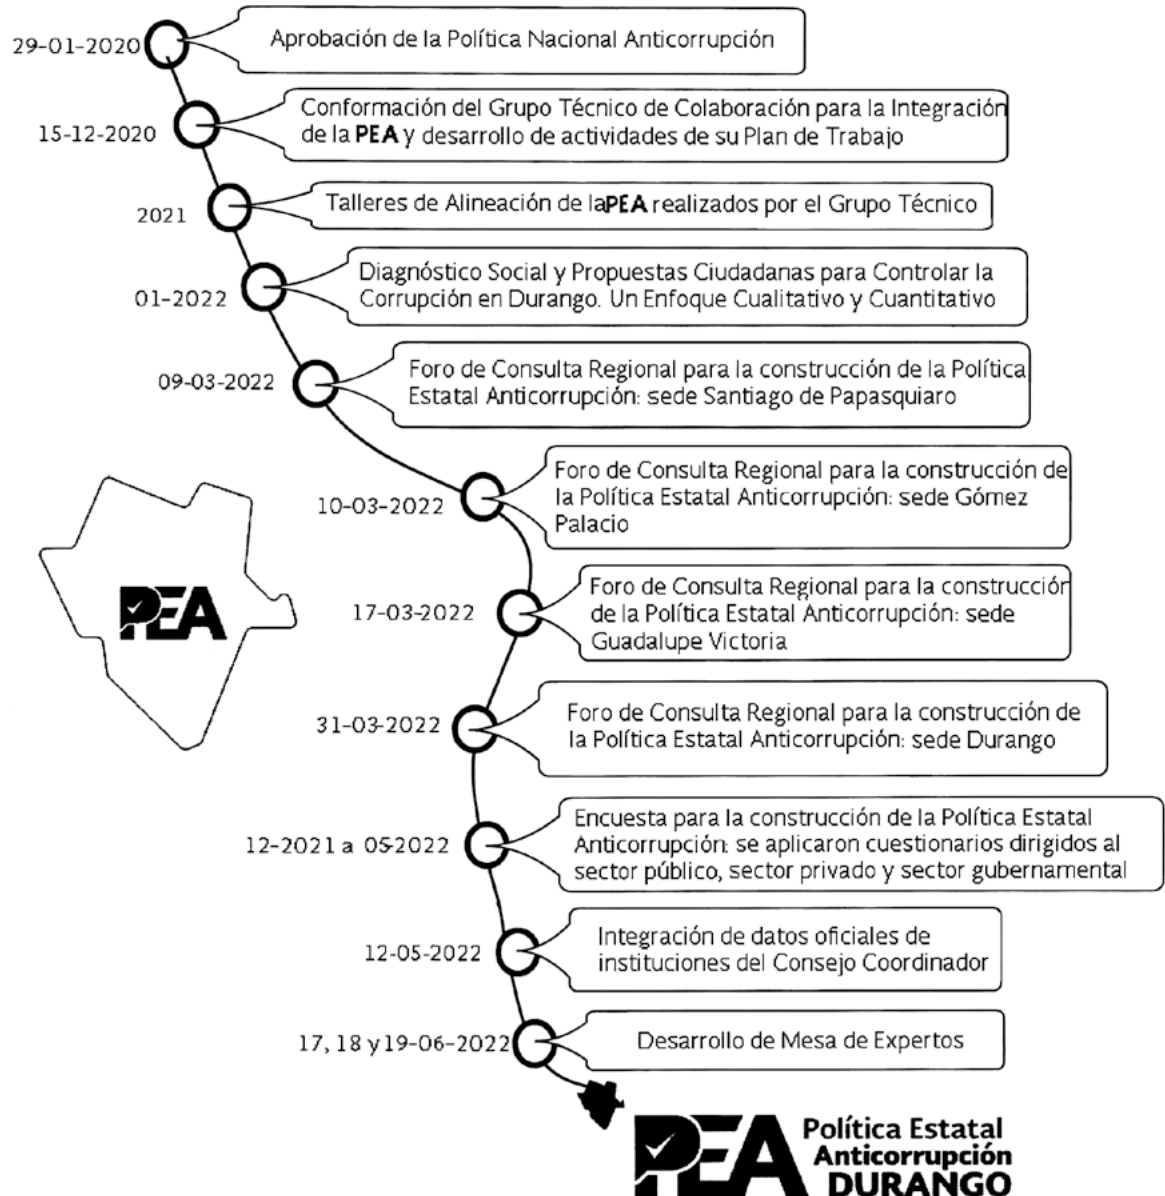 29-01-2020
Aprobación de la Política Nacional Anticorrupción
15-12-2020
Conformación del Grupo Técnico de Colaboración para la Integración
de la PEA y desarrollo de actividades de su Plan de Trabajo
2021
Talleres de Alineación de la PEA realizados por el Grupo Técnico
01-2022
Diagnóstico Social y Propuestas Ciudadanas para Controlar la
Corrupción en Durango. Un Enfoque Cualitativo y Cuantitativo
09-03-2022
Foro de Consulta Regional para la construcción de la Política
Estatal Anticorrupción: sede Santiago de Papasquiaro
10-03-2022
Foro de Consulta Regional para la construcción de
la Política Estatal Anticorrupción: sede Gómez
Palacio
PEA
17-03-2022
Foro de Consulta Regional para la construcción
de la Política Estatal Anticorrupción: sede
Guadalupe Victoria
31-03-2022
Foro de Consulta Regional para la construcción de
la Política Estatal Anticorrupción: sede Durango
12-2021 a 05-2022
Encuesta para la construcción de la Política Estatal
Anticorrupción: se aplicaron cuestionarios dirigidos al
sector público, sector privado y sector gubernamental
12-05-2022
Integración de datos oficiales de
instituciones del Consejo Coordinador
17, 18 y 19-06-2022
Desarrollo de Mesa de Expertos
PEA
Política Estatal
Anticorrupción
DURANGO